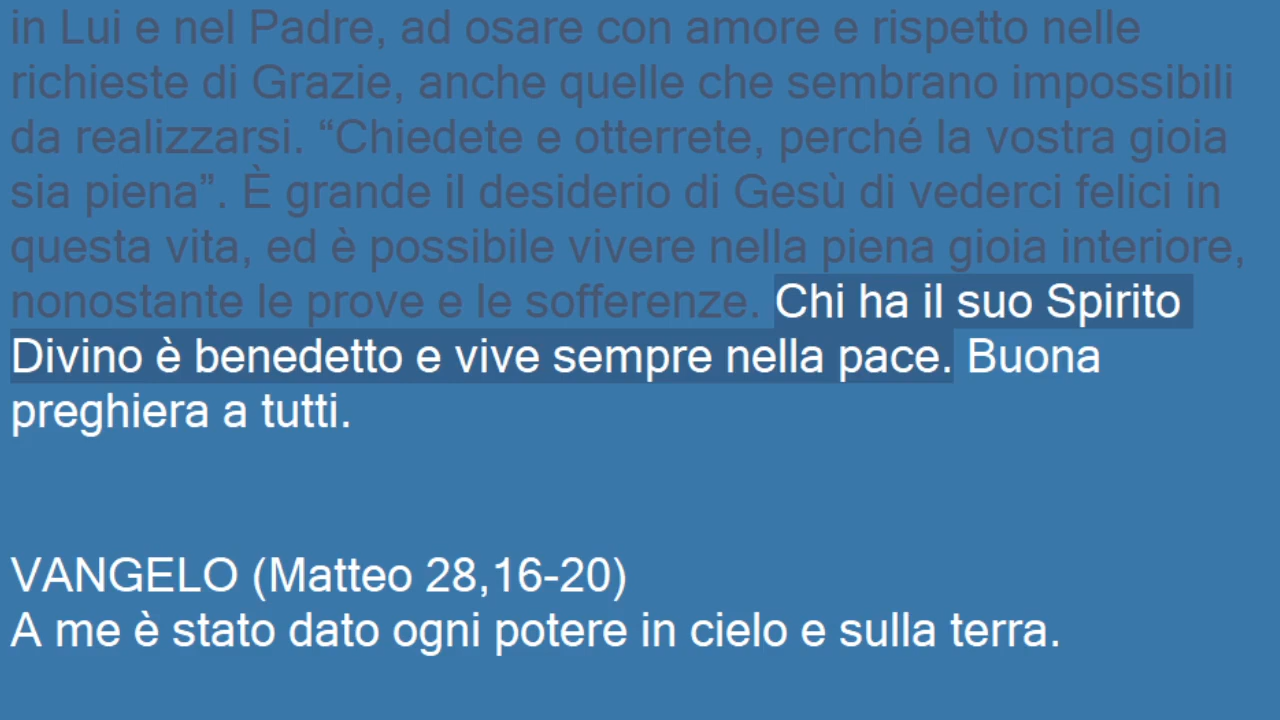 in Lui e nel Padre, ad osare con amore e rispetto nelle
richieste di Grazie, anche quelle che sembrano impossibili
da realizzarsi. “Chiedete e otterrete, perché la vostra gioia
sia piena”. È grande il desiderio di Gesù di vederci felici in
questa vita, ed è possibile vivere nella piena gioia interiore,
nonostante le prove e le sofferenze. Chi ha il suo Spirito
Divino è benedetto e vive sempre nella pace. Buona
preghiera a tutti.
VANGELO (Matteo 28,16-20)
A me è stato dato ogni potere in cielo e sulla terra.